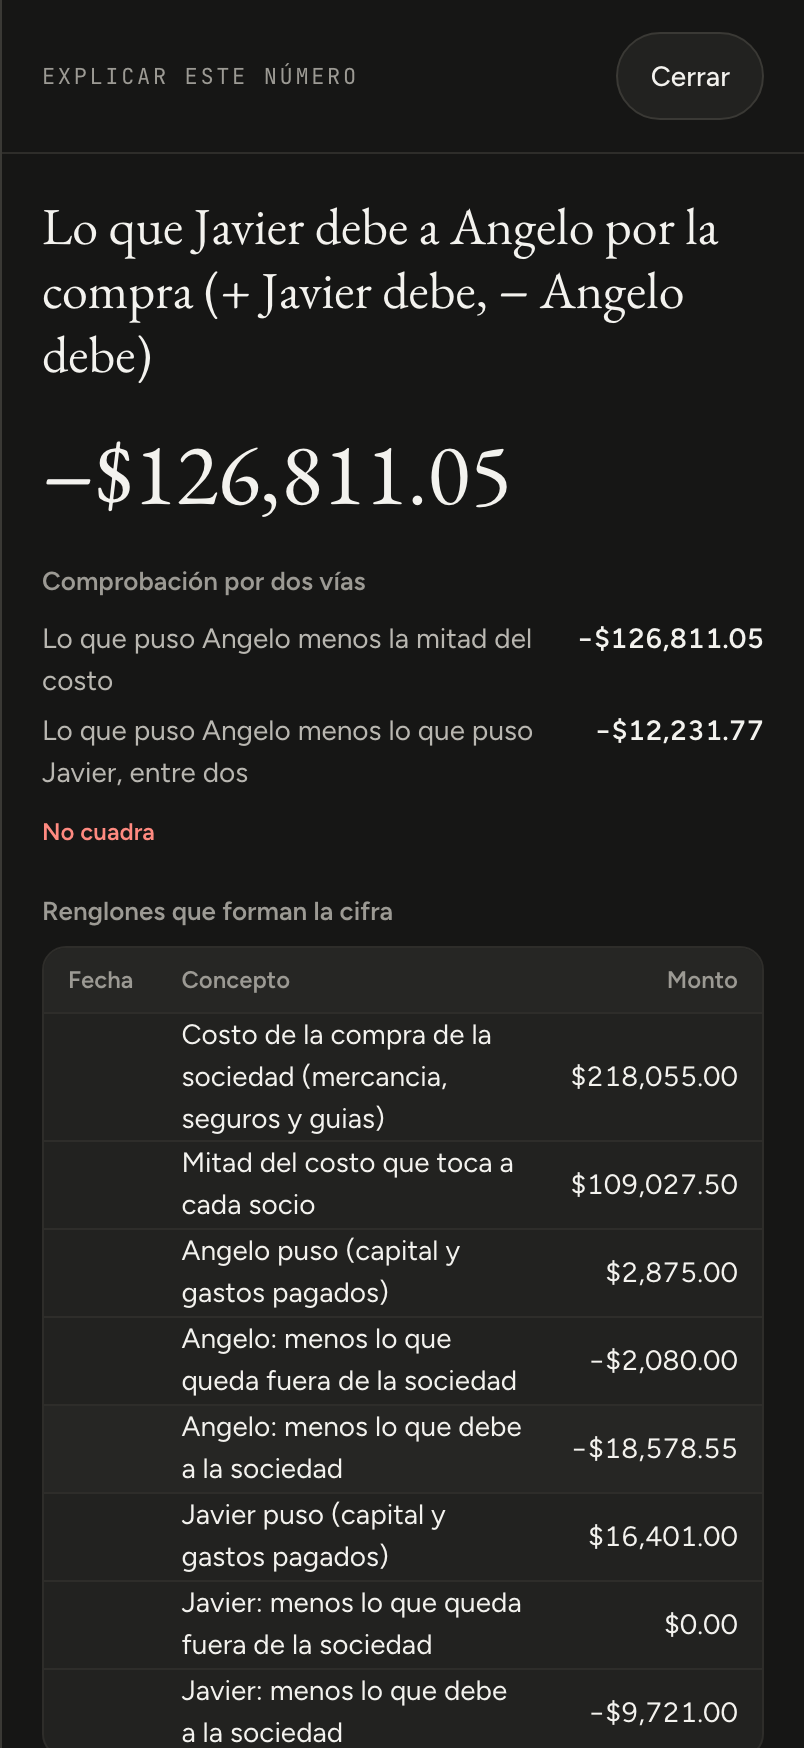 EXPLICAR ESTE NÚMERO
Cerrar
Lo que Javier debe a Angelo por la
compra (+ Javier debe, − Angelo
debe)
−$126,811.05
Comprobación por dos vías
Lo que puso Angelo menos la mitad del
costo
−$126,811.05
Lo que puso Angelo menos lo que puso
Javier, entre dos
−$12,231.77
No cuadra
Renglones que forman la cifra
Fecha Concepto Monto
Costo de la compra de la
sociedad (mercancia,
seguros y guias)
$218,055.00
Mitad del costo que toca a
cada socio
$109,027.50
Angelo puso (capital y
gastos pagados)
$2,875.00
Angelo: menos lo que
queda fuera de la sociedad
−$2,080.00
Angelo: menos lo que debe
a la sociedad
−$18,578.55
Javier puso (capital y
gastos pagados)
$16,401.00
Javier: menos lo que queda
fuera de la sociedad
$0.00
Javier: menos lo que debe
a la sociedad
−$9,721.00